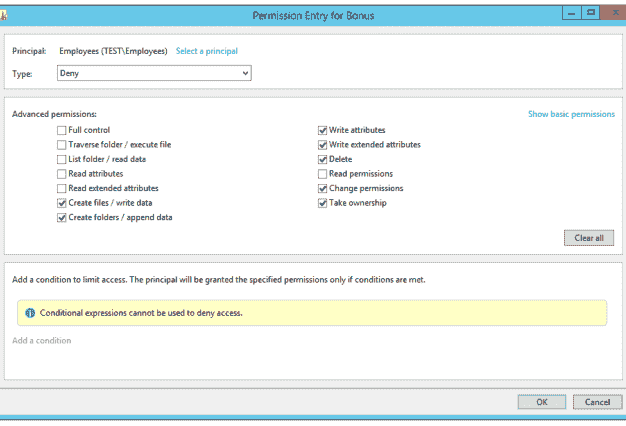 Permission Entry for Bonus
Principal: Employees (TEST\Employees) Select a principal
Type: Deny
Advanced permissions: Show basic permissions
Full control
Traverse folder / execute file
List folder / read data
Read attributes
Read extended attributes
Create files / write data
Create folders / append data
Write attributes
Write extended attributes
Delete
Read permissions
Change permissions
Take ownership
Clear all
Add a condition to limit access. The principal will be granted the specified permissions only if conditions are met.
Conditional expressions cannot be used to deny access.
Add a condition
OK Cancel